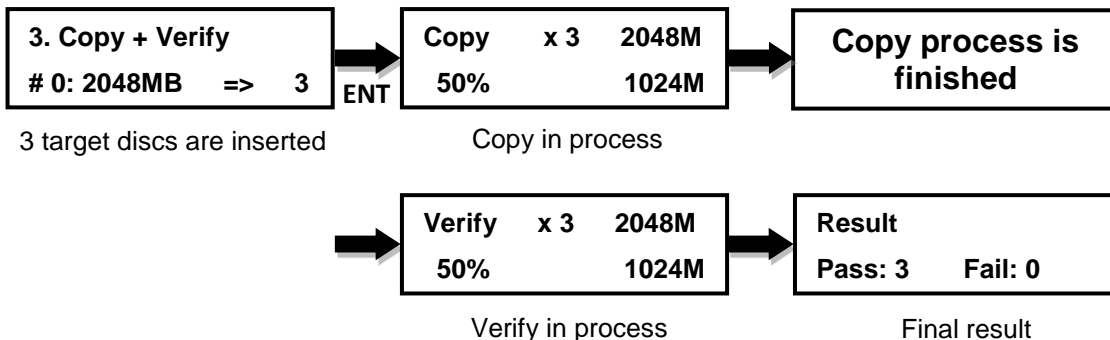 3. Copy + Verify
# 0: 2048MB => 3
3 target discs are inserted
ENT
Copy x 3 2048M
50% 1024M
Copy in process
Copy process is
finished
Verify x 3 2048M
50% 1024M
Verify in process
Result
Pass: 3 Fail: 0
Final result